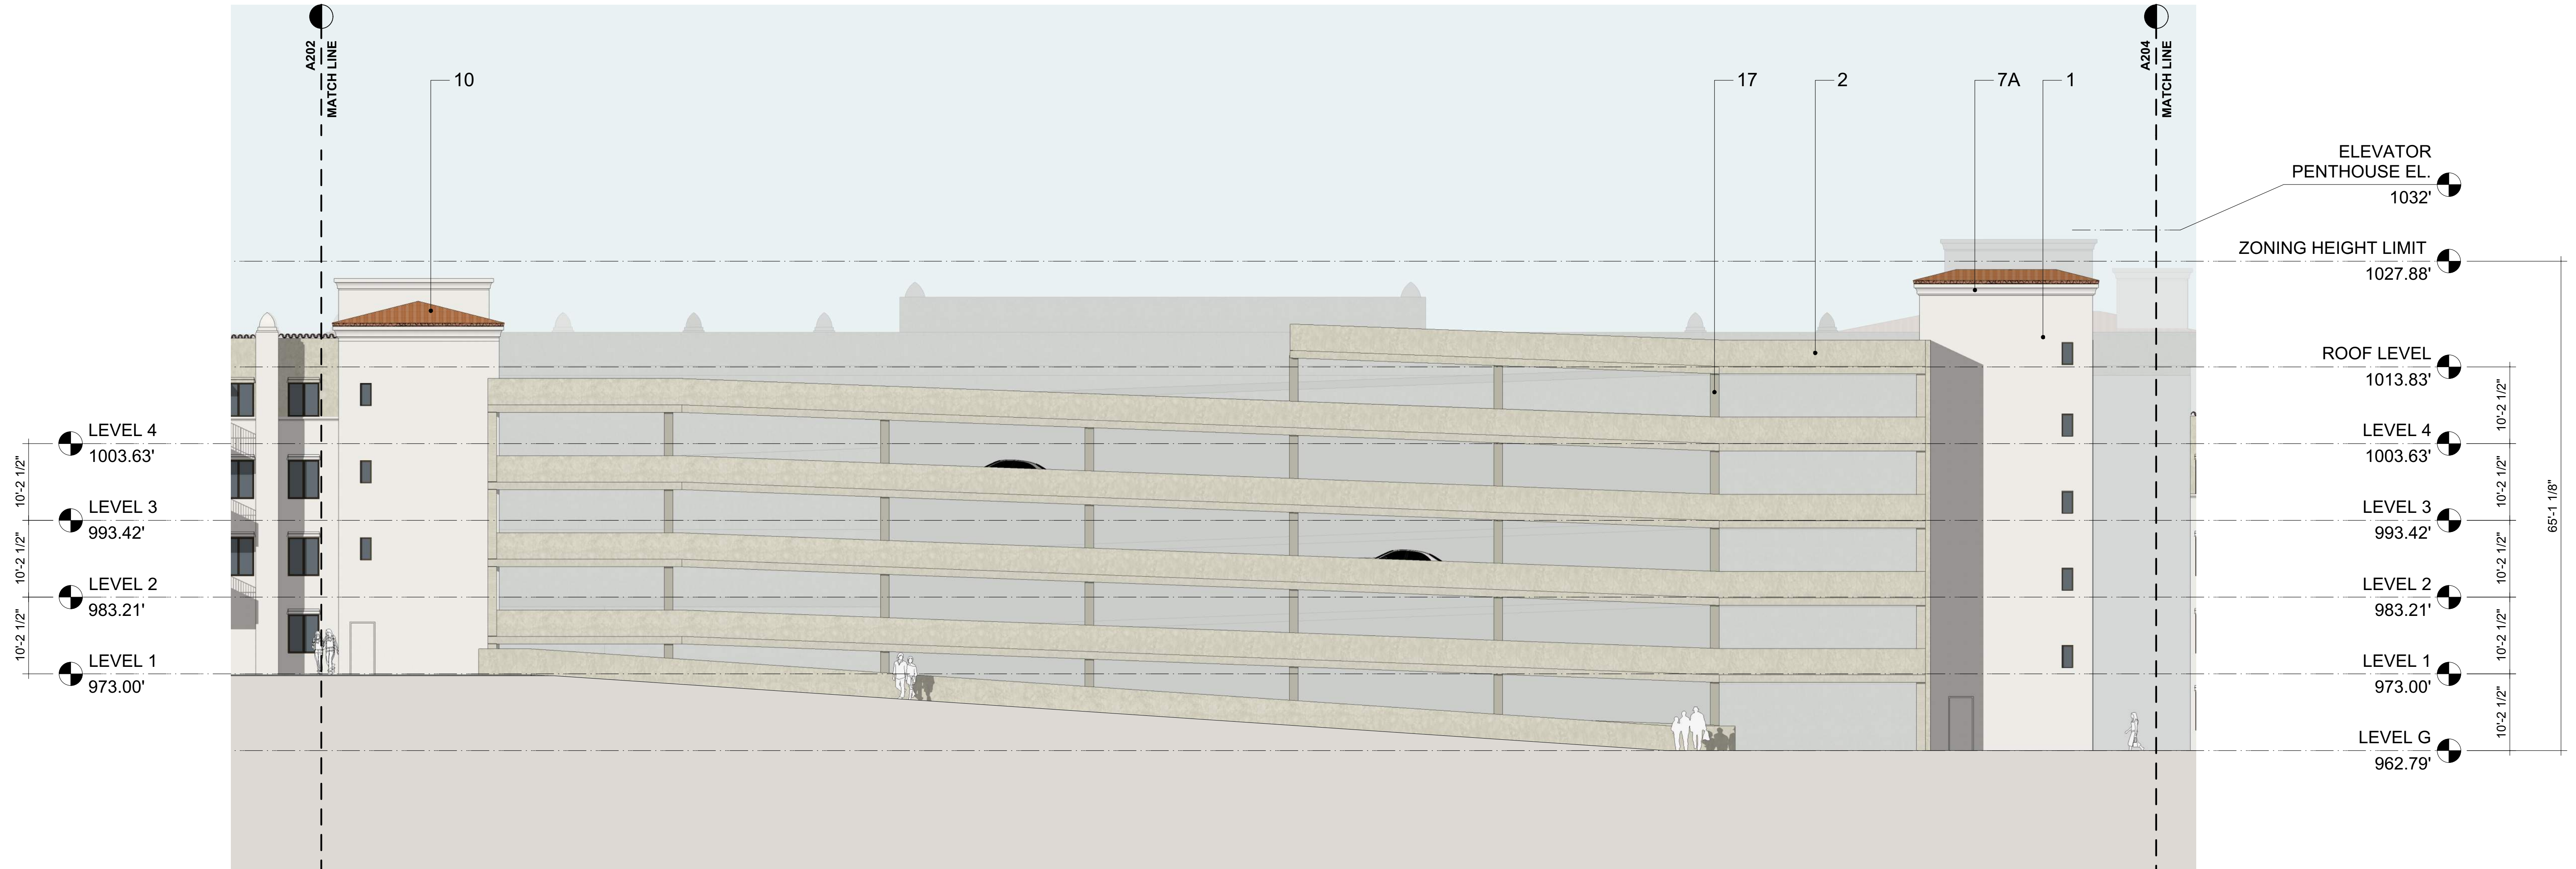 A202
MATCH LINE
A204
MATCH LINE
10
17
2
7A
1
ELEVATOR
PENTHOUSE EL.
1032'
ZONING HEIGHT LIMIT
1027.88'
ROOF LEVEL
1013.83'
LEVEL 4
1003.63'
LEVEL 3
993.42'
LEVEL 2
983.21'
LEVEL 1
973.00'
10'-2 1/2"
10'-2 1/2"
10'-2 1/2"
LEVEL 4
1003.63'
LEVEL 3
993.42'
LEVEL 2
983.21'
LEVEL 1
973.00'
LEVEL G
962.79'
10'-2 1/2"
10'-2 1/2"
10'-2 1/2"
10'-2 1/2"
10'-2 1/2"
65'-1 1/8"